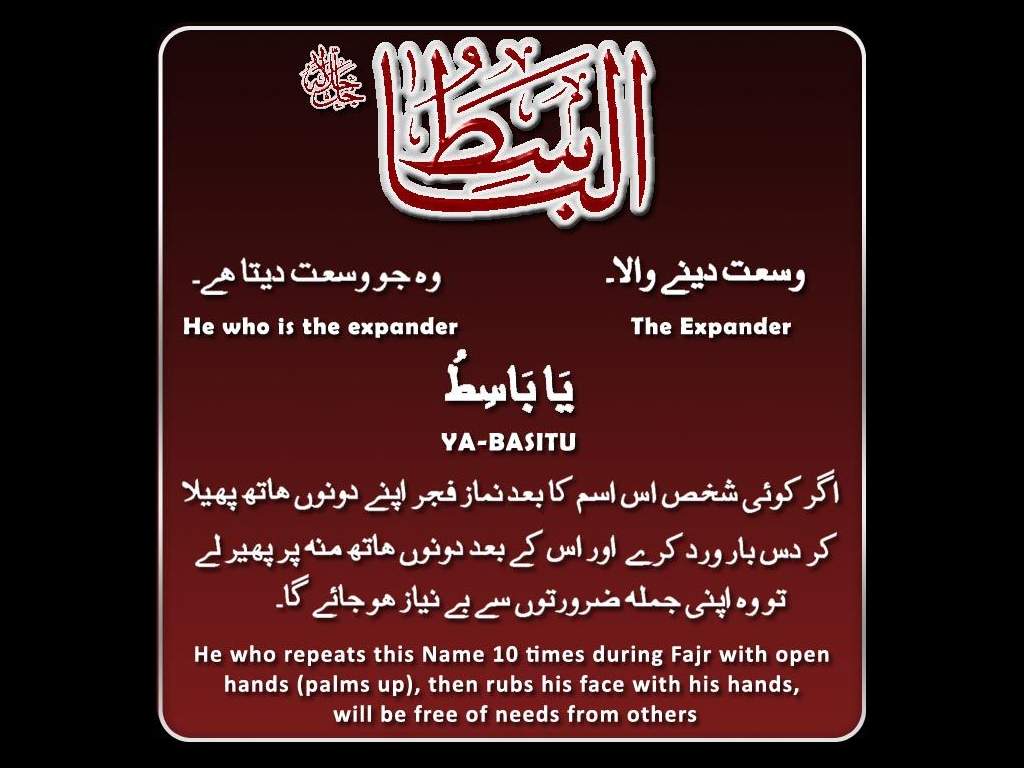 الباسطُ
جل جلاله
وسعت دینے والا۔
وہ جو وسعت دیتا ھے۔
The Expander
He who is the expander
يَا بَاسِطُ
YA-BASITU
اگر کوئی شخص اس اسم کا بعد نماز فجر اپنے دونوں ھاتھ پھیلا
کر دس بار ورد کرے اور اس کے بعد دونوں ھاتھ منہ پر پھیر لے
تو وہ اپنی جملہ ضرورتوں سے بے نیاز ھو جائے گا۔
He who repeats this Name 10 times during Fajr with open
hands (palms up), then rubs his face with his hands,
will be free of needs from others